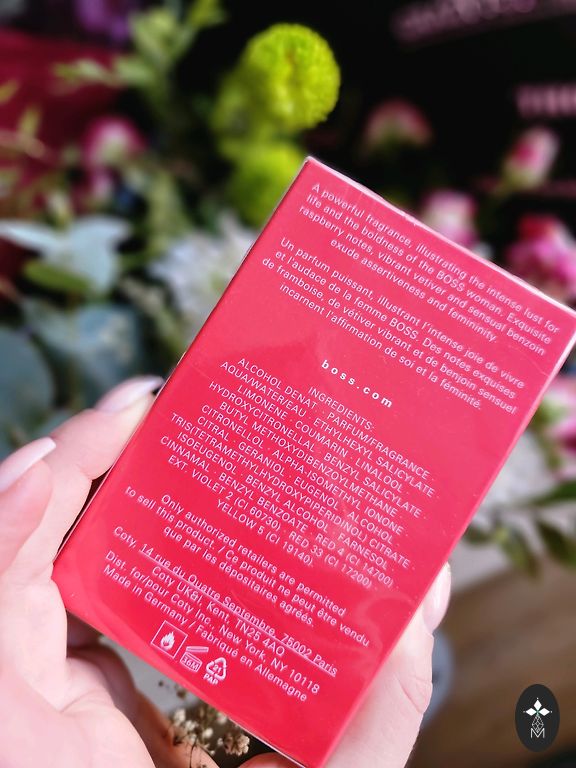 A powerful fragrance, illustrating the intense lust for
life and the boldness of the BOSS woman. Exquisite
raspberry notes, vibrant vetiver and sensual benzoin
exude assertiveness and femininity.
Un parfum puissant, illustrant l'intense joie de vivre
et l'audace de la femme BOSS. Des notes exquises
de framboise, de vétiver vibrant et de benjoin sensuel
incarnent l'affirmation de soi et la féminité.
boss.com
INGREDIENTS:
ALCOHOL DENAT. · PARFUM/FRAGRANCE ·
AQUA/WATER/EAU · ETHYLHEXYL SALICYLATE ·
LIMONENE · COUMARIN · LINALOOL ·
HYDROXYCITRONELLAL · BENZYL SALICYLATE ·
BUTYL METHOXYDIBENZOYLMETHANE ·
CITRONELLOL · ALPHA-ISOMETHYL IONONE ·
CITRAL · GERANIOL · EUGENOL · ALCOHOL ·
TRIS(TETRAMETHYLHYDROXYPIPERIDINOL) CITRATE ·
ISOEUGENOL · BENZYL ALCOHOL · FARNESOL ·
CINNAMAL · BENZYL BENZOATE · RED 4 (CI 14700) ·
EXT. VIOLET 2 (CI 60730) · RED 33 (CI 17200) ·
YELLOW 5 (CI 19140).
Only authorized retailers are permitted
to sell this product. / Ce produit ne peut être vendu
que par les dépositaires agréés.
Coty, 14 rue du Quatre Septembre, 75002 Paris
Coty UK&I, Kent, TN25 4AQ
Dist. for/pour Coty Inc., New York, NY 10118
Made in Germany / Fabriqué en Allemagne
36M
21
PAP
M